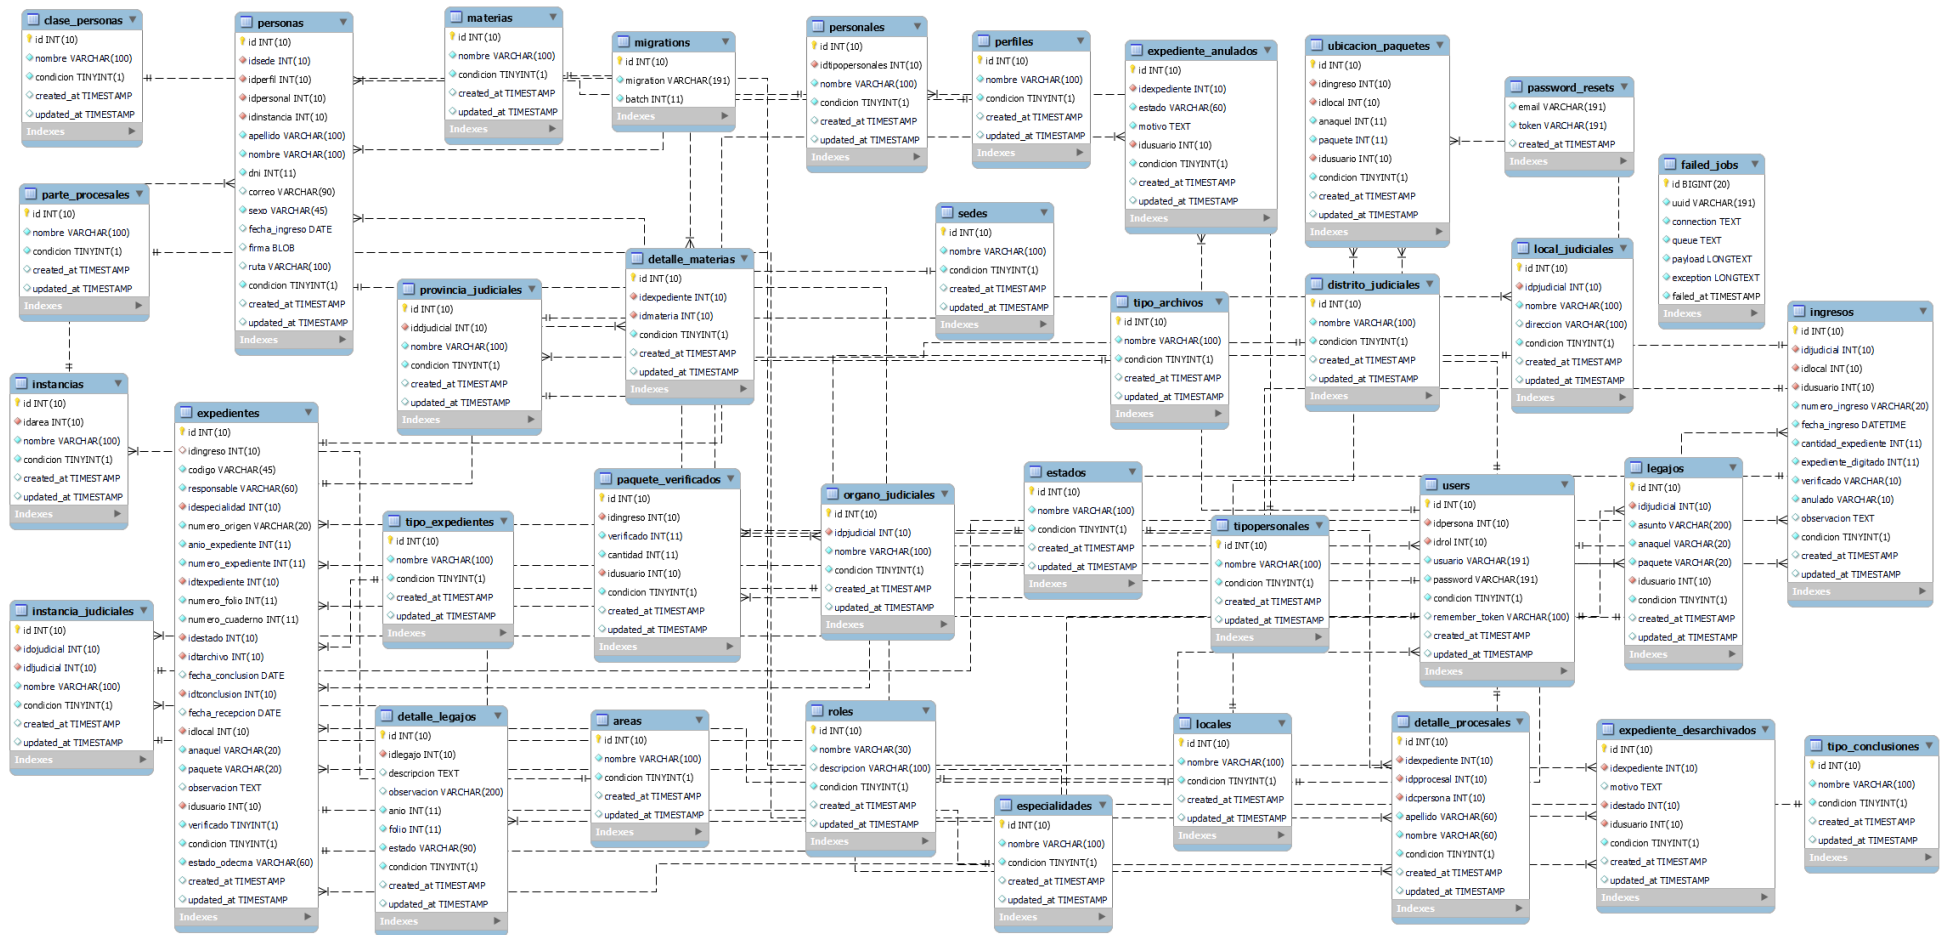 clase_personas
id INT(10)
nombre VARCHAR(100)
condicion TINYINT(1)
created_at TIMESTAMP
updated_at TIMESTAMP
Indexes
personas
id INT(10)
idsede INT(10)
idperfil INT(10)
idpersonal INT(10)
idinstancia INT(10)
apellido VARCHAR(100)
nombre VARCHAR(100)
dni INT(11)
correo VARCHAR(90)
sexo VARCHAR(45)
fecha_ingreso DATE
firma BLOB
ruta VARCHAR(100)
condicion TINYINT(1)
created_at TIMESTAMP
updated_at TIMESTAMP
Indexes
materias
id INT(10)
nombre VARCHAR(100)
condicion TINYINT(1)
created_at TIMESTAMP
updated_at TIMESTAMP
Indexes
migrations
id INT(10)
migration VARCHAR(191)
batch INT(11)
Indexes
personales
id INT(10)
idtipopersonales INT(10)
nombre VARCHAR(100)
condicion TINYINT(1)
created_at TIMESTAMP
updated_at TIMESTAMP
Indexes
perfiles
id INT(10)
nombre VARCHAR(100)
condicion TINYINT(1)
created_at TIMESTAMP
updated_at TIMESTAMP
Indexes
expediente_anulados
id INT(10)
idexpediente INT(10)
estado VARCHAR(60)
motivo TEXT
idusuario INT(10)
condicion TINYINT(1)
created_at TIMESTAMP
updated_at TIMESTAMP
Indexes
ubicacion_paquetes
id INT(10)
idingreso INT(10)
idlocal INT(10)
anaquel INT(11)
paquete INT(11)
idusuario INT(10)
condicion TINYINT(1)
created_at TIMESTAMP
updated_at TIMESTAMP
Indexes
password_resets
email VARCHAR(191)
token VARCHAR(191)
created_at TIMESTAMP
Indexes
failed_jobs
id BIGINT(20)
uuid VARCHAR(191)
connection TEXT
queue TEXT
payload LONGTEXT
exception LONGTEXT
failed_at TIMESTAMP
Indexes
parte_procesales
id INT(10)
nombre VARCHAR(100)
condicion TINYINT(1)
created_at TIMESTAMP
updated_at TIMESTAMP
Indexes
sedes
id INT(10)
nombre VARCHAR(100)
condicion TINYINT(1)
created_at TIMESTAMP
updated_at TIMESTAMP
Indexes
detalle_materias
id INT(10)
idexpediente INT(10)
idmateria INT(10)
condicion TINYINT(1)
created_at TIMESTAMP
updated_at TIMESTAMP
Indexes
provincia_judiciales
id INT(10)
iddjudicial INT(10)
nombre VARCHAR(100)
condicion TINYINT(1)
created_at TIMESTAMP
updated_at TIMESTAMP
Indexes
tipo_archivos
id INT(10)
nombre VARCHAR(100)
condicion TINYINT(1)
created_at TIMESTAMP
updated_at TIMESTAMP
Indexes
distrito_judiciales
id INT(10)
nombre VARCHAR(100)
condicion TINYINT(1)
created_at TIMESTAMP
updated_at TIMESTAMP
Indexes
local_judiciales
id INT(10)
idpjudicial INT(10)
nombre VARCHAR(100)
direccion VARCHAR(100)
condicion TINYINT(1)
created_at TIMESTAMP
updated_at TIMESTAMP
Indexes
ingresos
id INT(10)
idijudicial INT(10)
idlocal INT(10)
idusuario INT(10)
numero_ingreso VARCHAR(20)
fecha_ingreso DATETIME
cantidad_expediente INT(11)
expediente_digitado INT(11)
verificado VARCHAR(10)
anulado VARCHAR(10)
observacion TEXT
condicion TINYINT(1)
created_at TIMESTAMP
updated_at TIMESTAMP
Indexes
instancias
id INT(10)
idarea INT(10)
nombre VARCHAR(100)
condicion TINYINT(1)
created_at TIMESTAMP
updated_at TIMESTAMP
Indexes
expedientes
id INT(10)
idingreso INT(10)
codigo VARCHAR(45)
responsable VARCHAR(60)
idespecialidad INT(10)
numero_origen VARCHAR(20)
anio_expediente INT(11)
numero_expediente INT(11)
idtexpediente INT(10)
numero_folio INT(11)
numero_cuaderno INT(11)
idestado INT(10)
idtarchivo INT(10)
fecha_conclusion DATE
idtconclusion INT(10)
fecha_recepcion DATE
idlocal INT(10)
anaquel VARCHAR(20)
paquete VARCHAR(20)
observacion TEXT
idusuario INT(10)
verificado TINYINT(1)
condicion TINYINT(1)
estado_odecma VARCHAR(60)
created_at TIMESTAMP
updated_at TIMESTAMP
Indexes
paquete_verificados
id INT(10)
idingreso INT(10)
verificado INT(11)
cantidad INT(11)
idusuario INT(10)
condicion TINYINT(1)
created_at TIMESTAMP
updated_at TIMESTAMP
Indexes
tipo_expedientes
id INT(10)
nombre VARCHAR(100)
condicion TINYINT(1)
created_at TIMESTAMP
updated_at TIMESTAMP
Indexes
organo_judiciales
id INT(10)
idpjudicial INT(10)
nombre VARCHAR(100)
condicion TINYINT(1)
created_at TIMESTAMP
updated_at TIMESTAMP
Indexes
estados
id INT(10)
nombre VARCHAR(100)
condicion TINYINT(1)
created_at TIMESTAMP
updated_at TIMESTAMP
Indexes
tipopersonales
id INT(10)
nombre VARCHAR(100)
condicion TINYINT(1)
created_at TIMESTAMP
updated_at TIMESTAMP
Indexes
users
id INT(10)
idpersona INT(10)
idrol INT(10)
usuario VARCHAR(191)
password VARCHAR(191)
condicion TINYINT(1)
remember_token VARCHAR(100)
created_at TIMESTAMP
updated_at TIMESTAMP
Indexes
legajos
id INT(10)
idijudicial INT(10)
asunto VARCHAR(200)
anaquel VARCHAR(20)
paquete VARCHAR(20)
idusuario INT(10)
condicion TINYINT(1)
created_at TIMESTAMP
updated_at TIMESTAMP
Indexes
instancia_judiciales
id INT(10)
idojudicial INT(10)
idljudicial INT(10)
nombre VARCHAR(100)
condicion TINYINT(1)
created_at TIMESTAMP
updated_at TIMESTAMP
Indexes
detalle_legajos
id INT(10)
idlegajo INT(10)
descripcion TEXT
observacion VARCHAR(200)
anio INT(11)
folio INT(11)
estado VARCHAR(90)
condicion TINYINT(1)
created_at TIMESTAMP
updated_at TIMESTAMP
Indexes
areas
id INT(10)
nombre VARCHAR(100)
condicion TINYINT(1)
created_at TIMESTAMP
updated_at TIMESTAMP
Indexes
roles
id INT(10)
nombre VARCHAR(30)
descripcion VARCHAR(100)
condicion TINYINT(1)
created_at TIMESTAMP
updated_at TIMESTAMP
Indexes
especialidades
id INT(10)
nombre VARCHAR(100)
condicion TINYINT(1)
created_at TIMESTAMP
updated_at TIMESTAMP
Indexes
locales
id INT(10)
nombre VARCHAR(100)
condicion TINYINT(1)
created_at TIMESTAMP
updated_at TIMESTAMP
Indexes
detalle_procesales
id INT(10)
idexpediente INT(10)
idpprocesal INT(10)
idcpersona INT(10)
apellido VARCHAR(60)
nombre VARCHAR(60)
condicion TINYINT(1)
created_at TIMESTAMP
updated_at TIMESTAMP
Indexes
expediente_desarchivados
id INT(10)
idexpediente INT(10)
motivo TEXT
idestado INT(10)
idusuario INT(10)
condicion TINYINT(1)
created_at TIMESTAMP
updated_at TIMESTAMP
Indexes
tipo_conclusiones
id INT(10)
nombre VARCHAR(100)
condicion TINYINT(1)
created_at TIMESTAMP
updated_at TIMESTAMP
Indexes